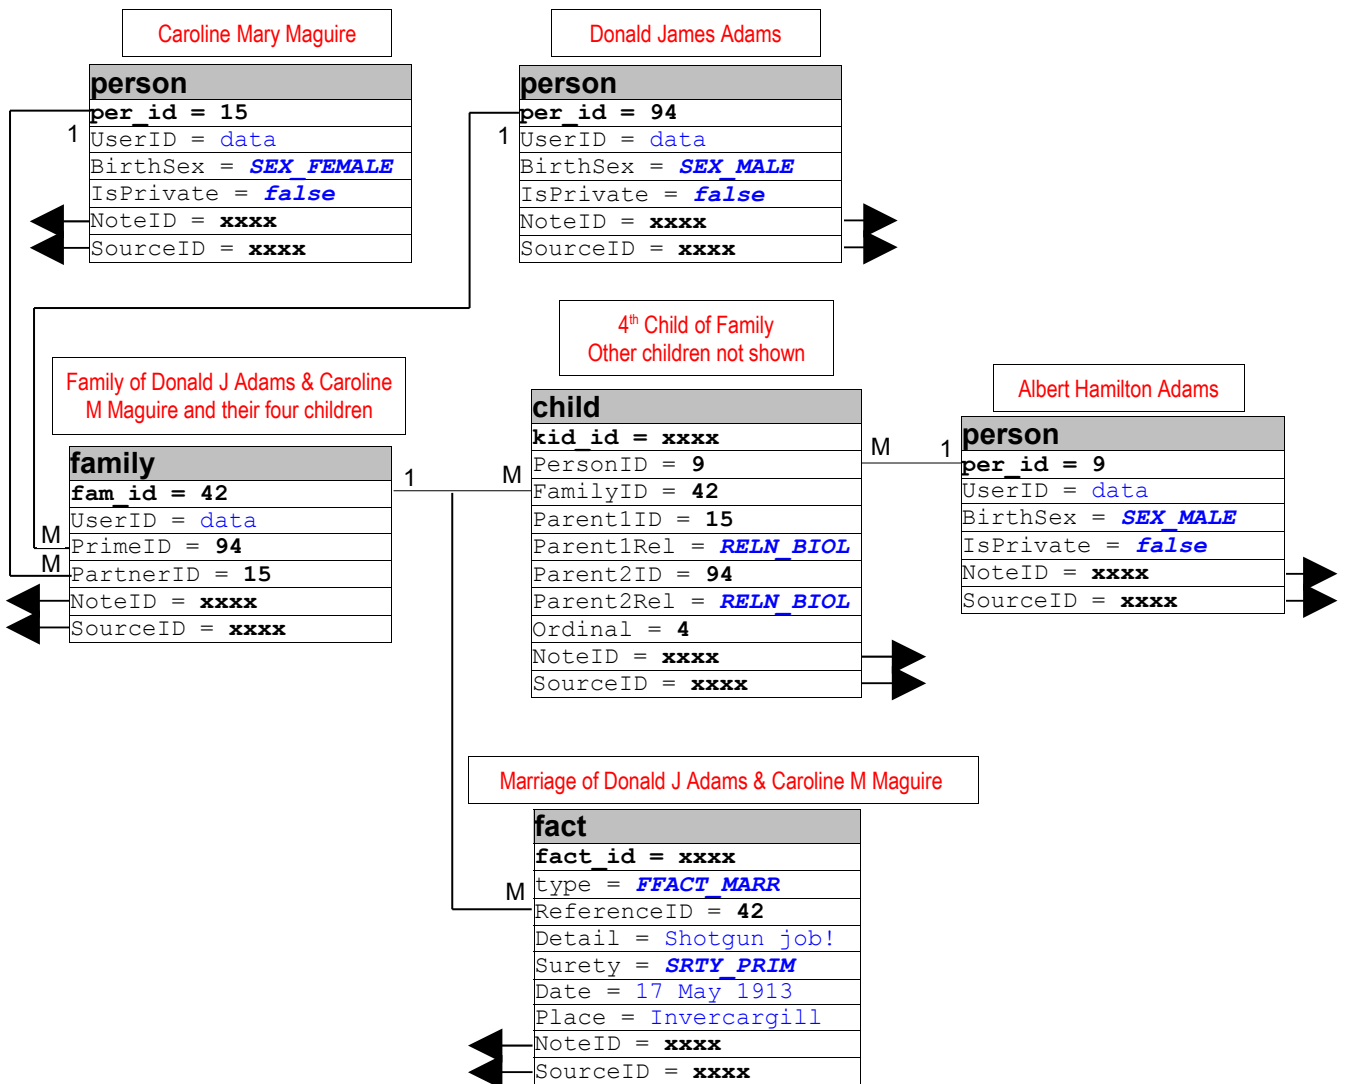 Caroline Mary Maguire
Donald James Adams
person
per_id = 15
1
UserID = data
BirthSex = SEX_FEMALE
IsPrivate = false
NoteID = xxxx
SourceID = xxxx
person
per_id = 94
1
UserID = data
BirthSex = SEX_MALE
IsPrivate = false
NoteID = xxxx
SourceID = xxxx
4th Child of Family
Other children not shown
Family of Donald J Adams & Caroline
M Maguire and their four children
Albert Hamilton Adams
family
fam_id = 42
1
UserID = data
M
PrimeID = 94
M
PartnerID = 15
NoteID = xxxx
SourceID = xxxx
child
kid_id = xxxx
M
PersonID = 9
M
FamilyID = 42
Parent1ID = 15
Parent1Rel = RELN_BIOL
Parent2ID = 94
Parent2Rel = RELN_BIOL
Ordinal = 4
NoteID = xxxx
SourceID = xxxx
person
1
per_id = 9
UserID = data
BirthSex = SEX_MALE
IsPrivate = false
NoteID = xxxx
SourceID = xxxx
Marriage of Donald J Adams & Caroline M Maguire
fact
fact_id = xxxx
M
type = FFACT_MARR
ReferenceID = 42
Detail = Shotgun job!
Surety = SRTY_PRIM
Date = 17 May 1913
Place = Invercargill
NoteID = xxxx
SourceID = xxxx